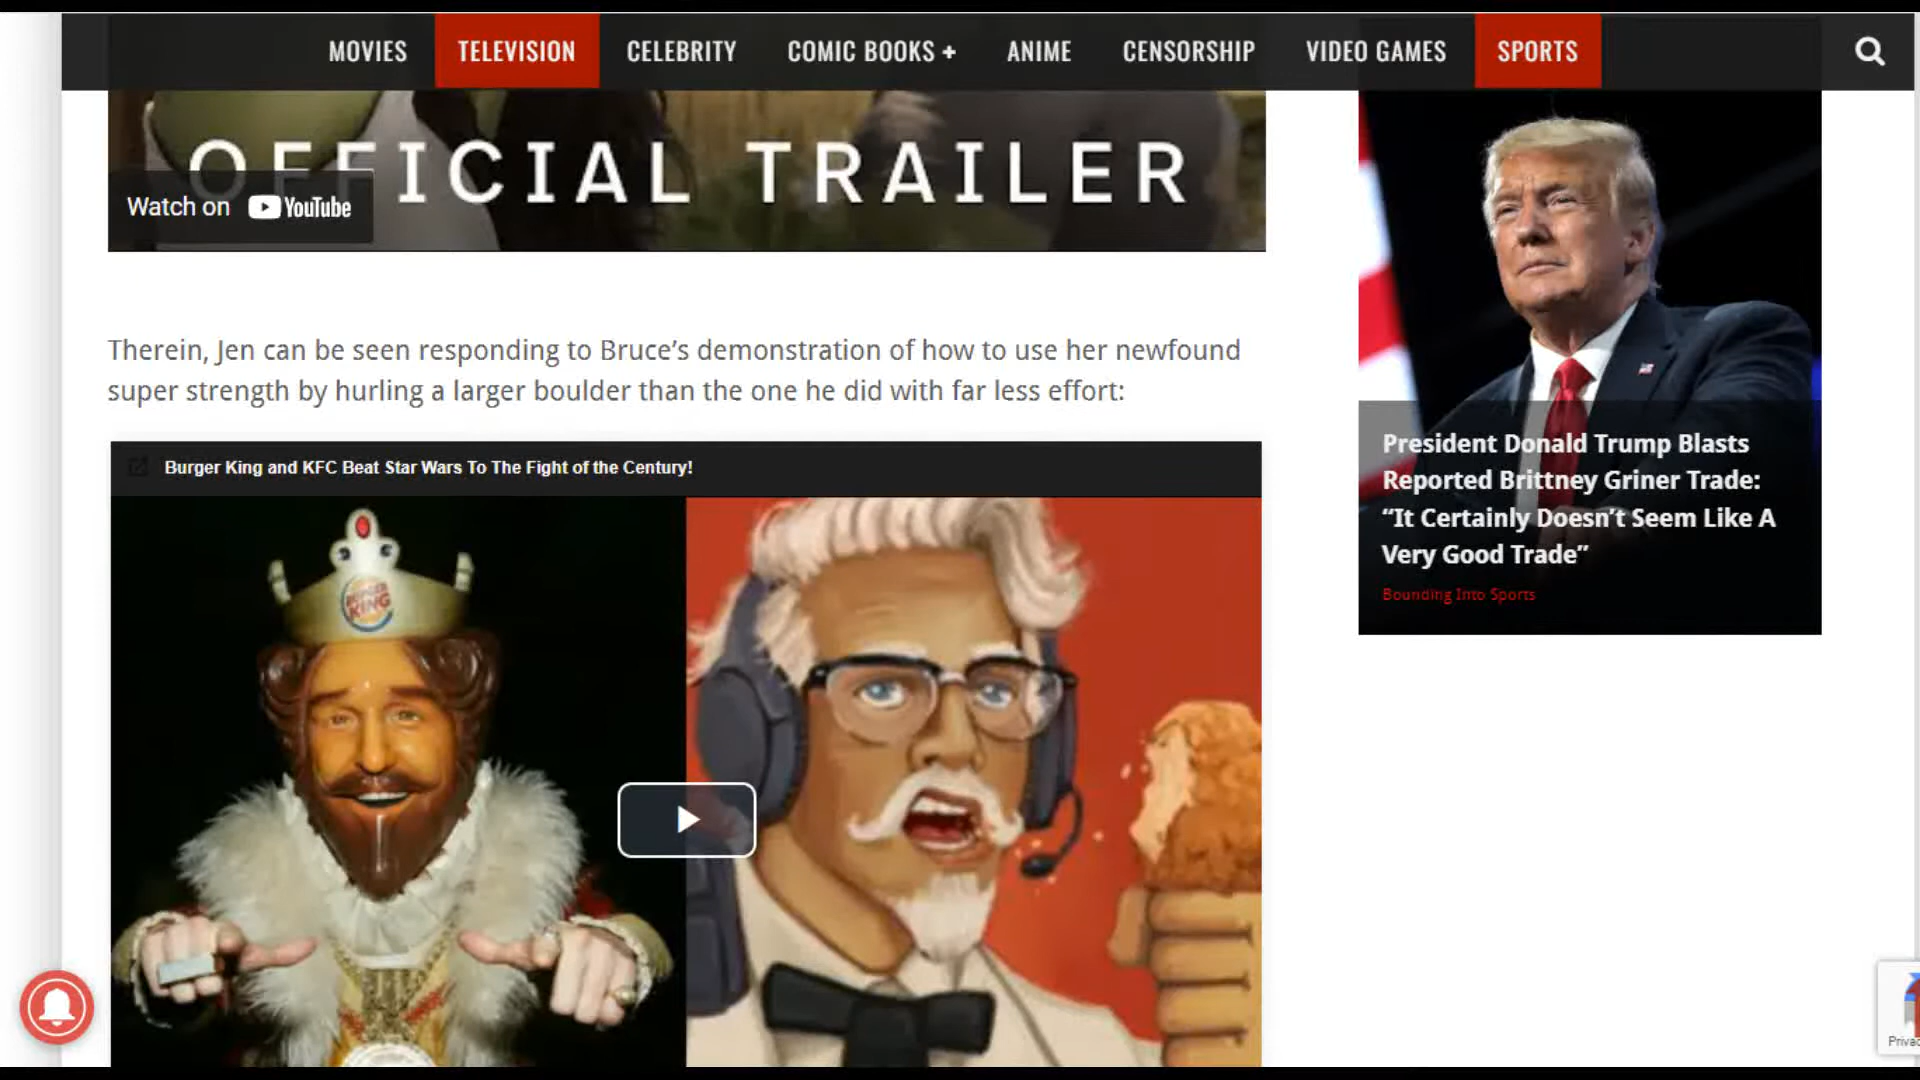 MOVIES TELEVISION CELEBRITY COMIC BOOKS + ANIME CENSORSHIP VIDEO GAMES SPORTS
OFFICIAL TRAILER
Watch on YouTube
Therein, Jen can be seen responding to Bruce’s demonstration of how to use her newfound
super strength by hurling a larger boulder than the one he did with far less effort:
Burger King and KFC Beat Star Wars To The Fight of the Century!
BURGER
KING
President Donald Trump Blasts
Reported Brittney Griner Trade:
“It Certainly Doesn’t Seem Like A
Very Good Trade”
Bounding Into Sports